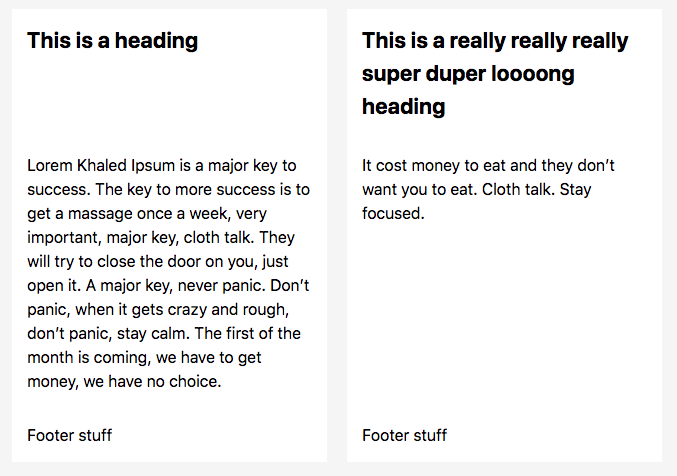 This is a heading
Lorem Khaled Ipsum is a major key to
success. The key to more success is to
get a massage once a week, very
important, major key, cloth talk. They
will try to close the door on you, just
open it. A major key, never panic. Don’t
panic, when it gets crazy and rough,
don’t panic, stay calm. The first of the
month is coming, we have to get
money, we have no choice.
Footer stuff
This is a really really really
super duper loooong
heading
It cost money to eat and they don’t
want you to eat. Cloth talk. Stay
focused.
Footer stuff